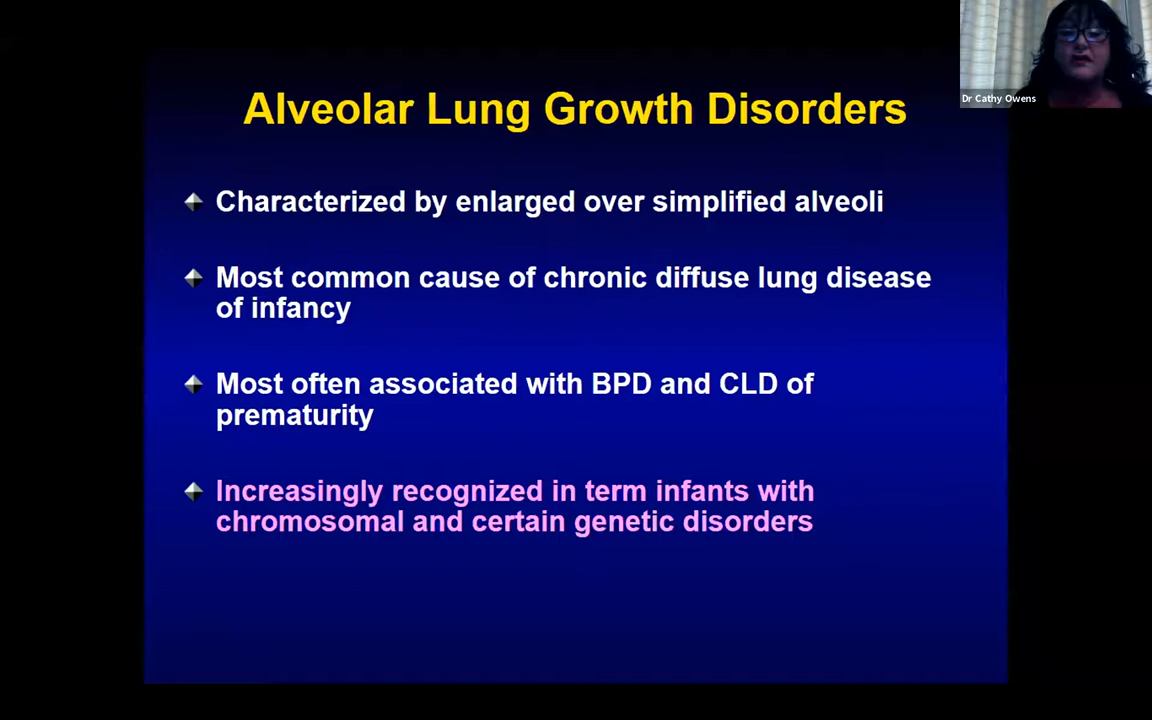 Dr Cathy Owens
Alveolar Lung Growth Disorders
Characterized by enlarged over simplified alveoli
Most common cause of chronic diffuse lung disease
of infancy
Most often associated with BPD and CLD of
prematurity
Increasingly recognized in term infants with
chromosomal and certain genetic disorders